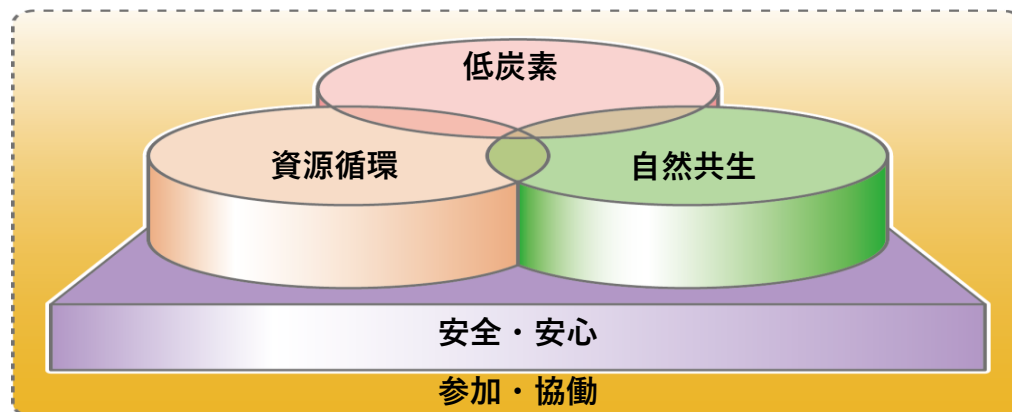 低炭素
資源循環
自然共生
安全・安心
参加・協働